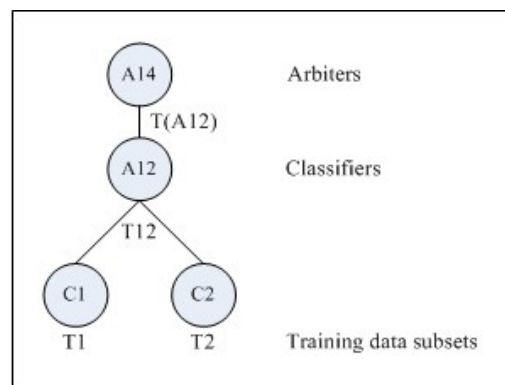 A14 Arbiters
T(A12)
A12 Classifiers
T12
C1 C2
T1 T2 Training data subsets